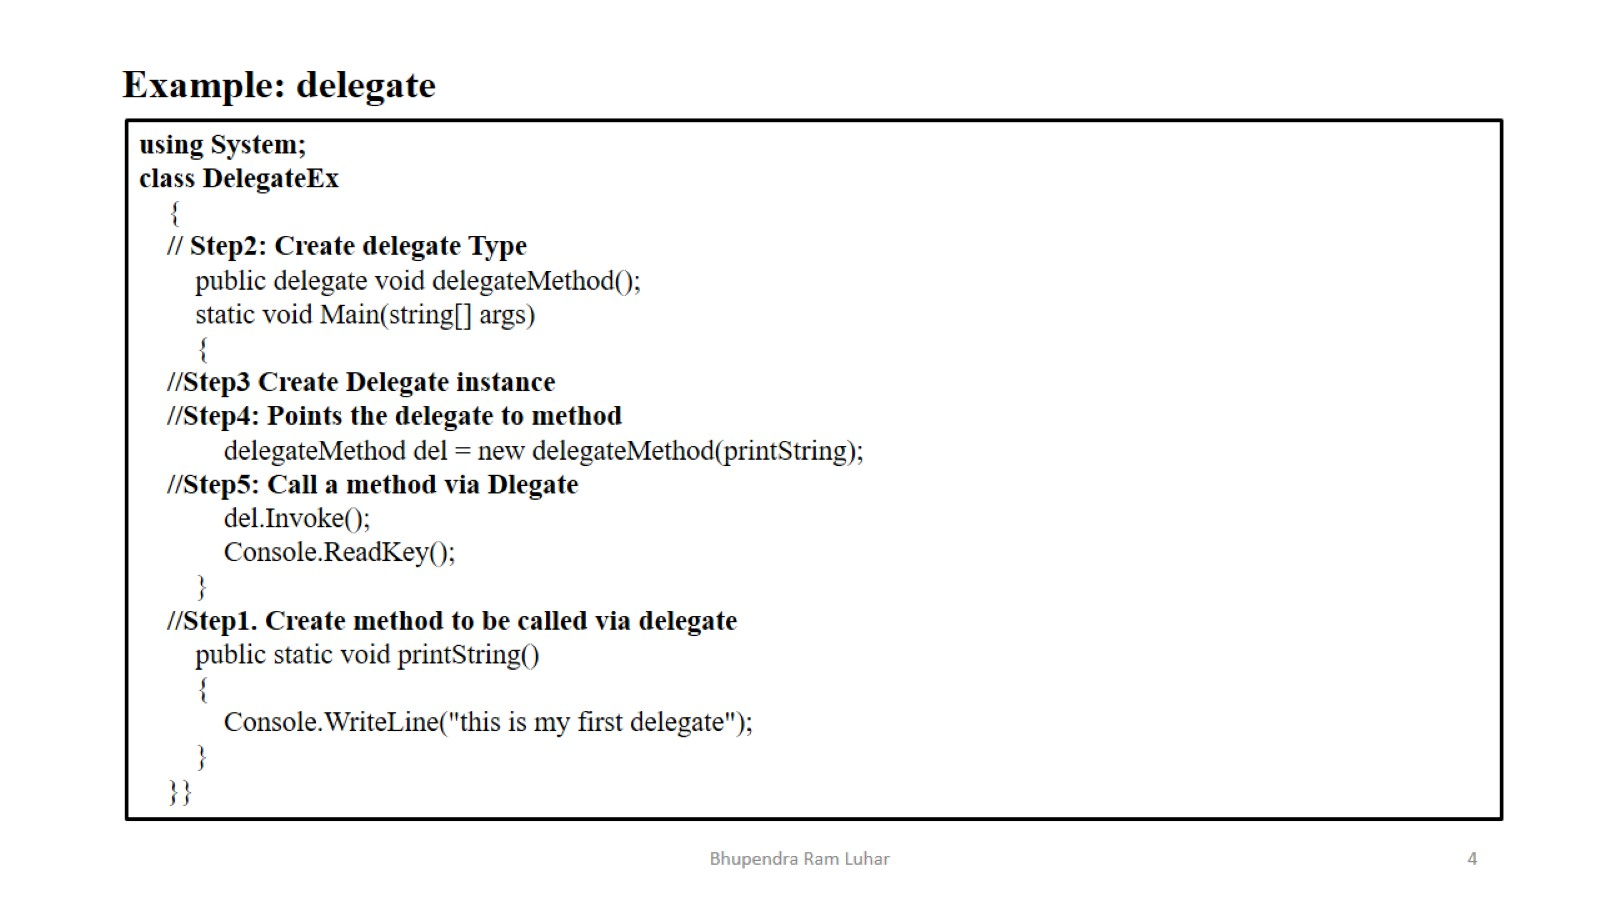 Example: delegate
using System;
class DelegateEx
{
// Step2: Create delegate Type
public delegate void delegateMethod();
static void Main(string[] args)
{
//Step3 Create Delegate instance
//Step4: Points the delegate to method
delegateMethod del = new delegateMethod(printString);
//Step5: Call a method via Dlegate
del.Invoke();
Console.ReadKey();
}
//Step1. Create method to be called via delegate
public static void printString()
{
Console.WriteLine("this is my first delegate");
}
}}
Bhupendra Ram Luhar
4